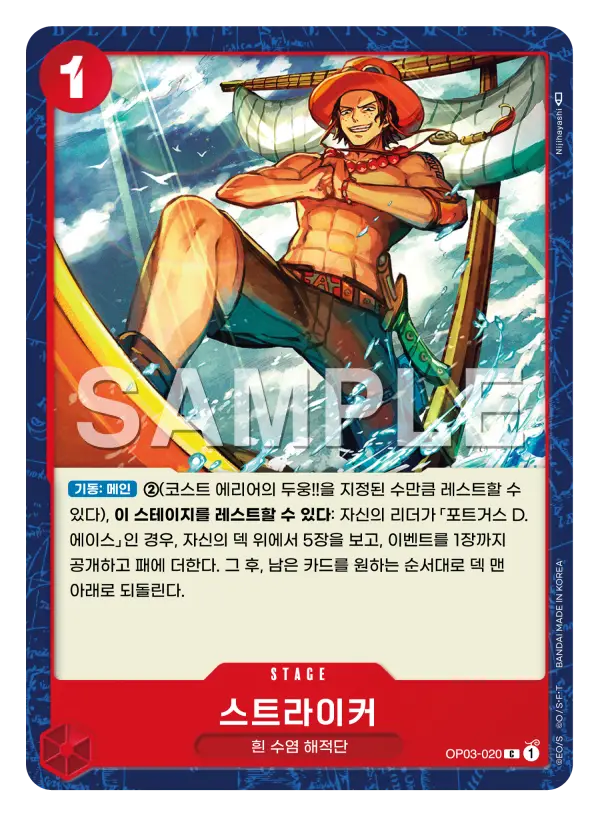 1
Nijihayashi
SAMPLE
기동: 메인 ②(코스트 에리어의 두웅!!을 지정된 수만큼 레스트할 수
있다), 이 스테이지를 레스트할 수 있다: 자신의 리더가 「포트거스 D.
에이스」인 경우, 자신의 덱 위에서 5장을 보고, 이벤트를 1장까지
공개하고 패에 더한다. 그 후, 남은 카드를 원하는 순서대로 덱 맨
아래로 되돌린다.
STAGE
스트라이커
흰 수염 해적단
OP03-020 C 1
©EO/S ©O/S·F·T BANDAI MADE IN KOREA